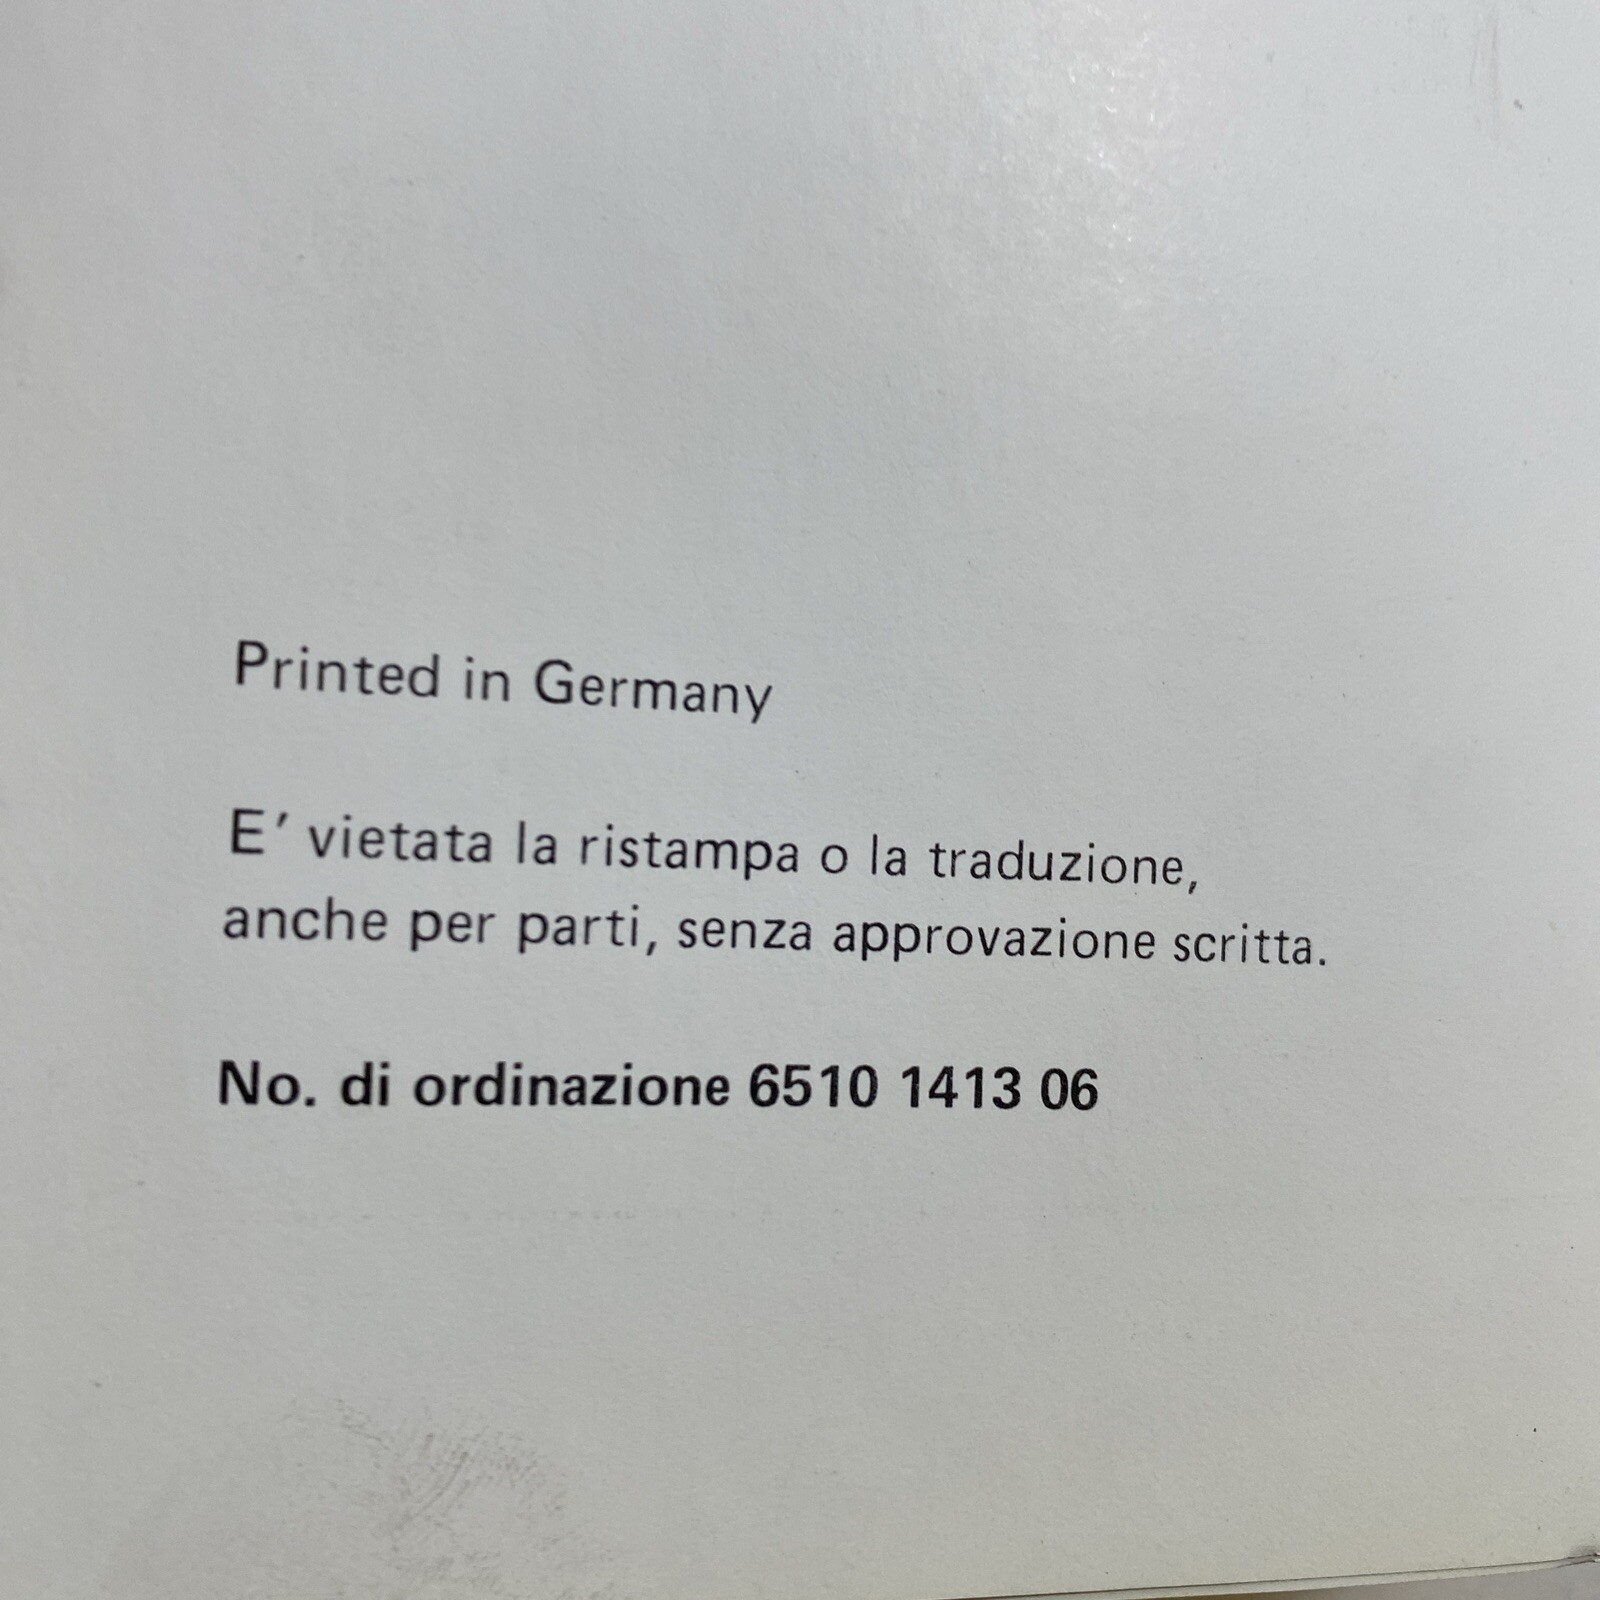 Printed in Germany
E' vietata la ristampa o la traduzione,
anche per parti, senza approvazione scritta.
No. di ordinazione 6510 1413 06